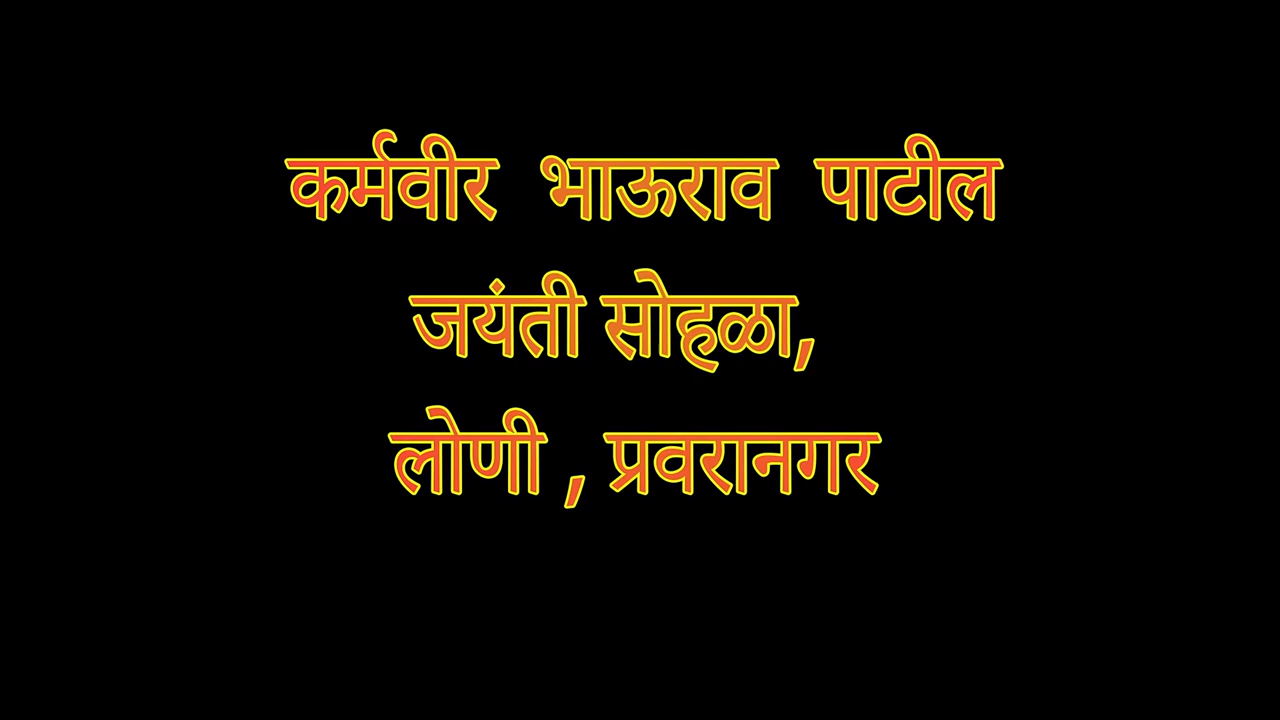 कर्मवीर भाऊराव पाटील
जयंती सोहळा,
लोणी , प्रवरानगर